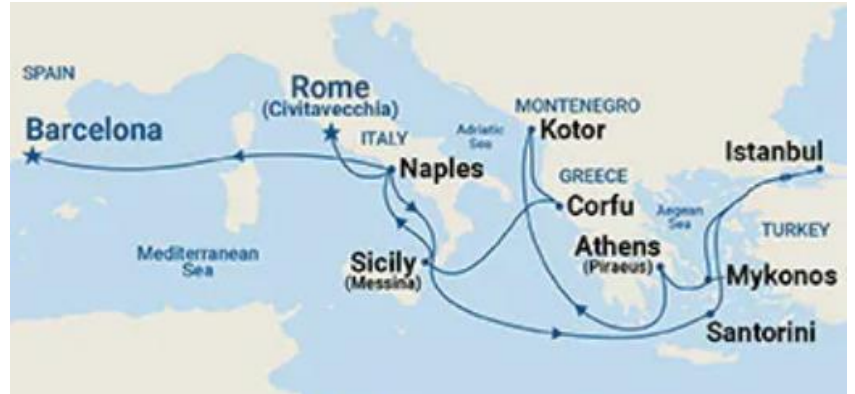 SPAIN
Barcelona
Rome
(Civitavecchia)
ITALY
Naples
Adriatic
Sea
MONTENEGRO
Kotor
GREECE
Corfu
Istanbul
Aegean
Sea
TURKEY
Mediterranean
Sea
Sicily
(Messina)
Athens
(Piraeus)
Mykonos
Santorini